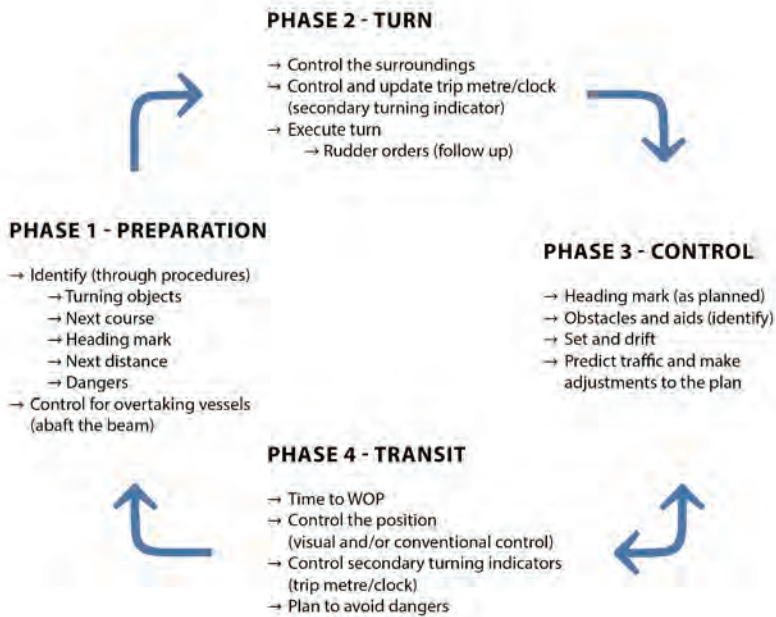 PHASE 2 - TURN
→ Control the surroundings
→ Control and update trip metre/clock
(secondary turning indicator)
→ Execute turn
→ Rudder orders (follow up)
PHASE 1 - PREPARATION
→ Identify (through procedures)
→ Turning objects
→ Next course
→ Heading mark
→ Next distance
→ Dangers
→ Control for overtaking vessels
(abaft the beam)
PHASE 3 - CONTROL
→ Heading mark (as planned)
→ Obstacles and aids (identify)
→ Set and drift
→ Predict traffic and make
adjustments to the plan
PHASE 4 - TRANSIT
→ Time to WOP
→ Control the position
(visual and/or conventional control)
→ Control secondary turning indicators
(trip metre/clock)
→ Plan to avoid dangers